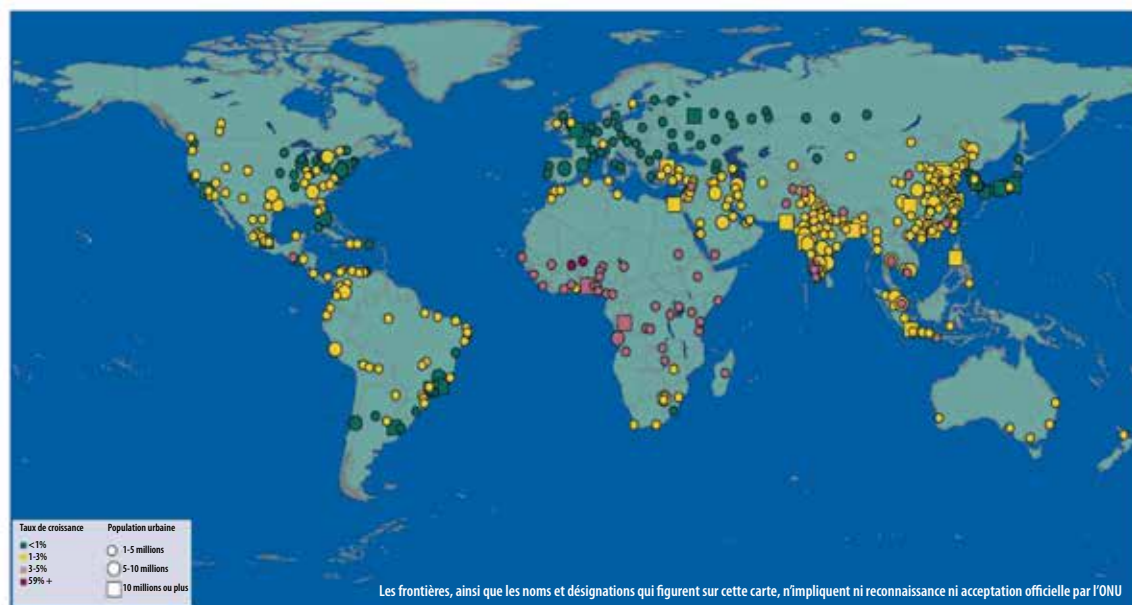 Taux de croissance
<1%
1-3%
3-5%
59% +
Population urbaine
1-5 millions
5-10 millions
10 millions ou plus
Les frontières, ainsi que les noms et désignations qui figurent sur cette carte, n'impliquent ni reconnaissance ni acceptation officielle par l'ONU